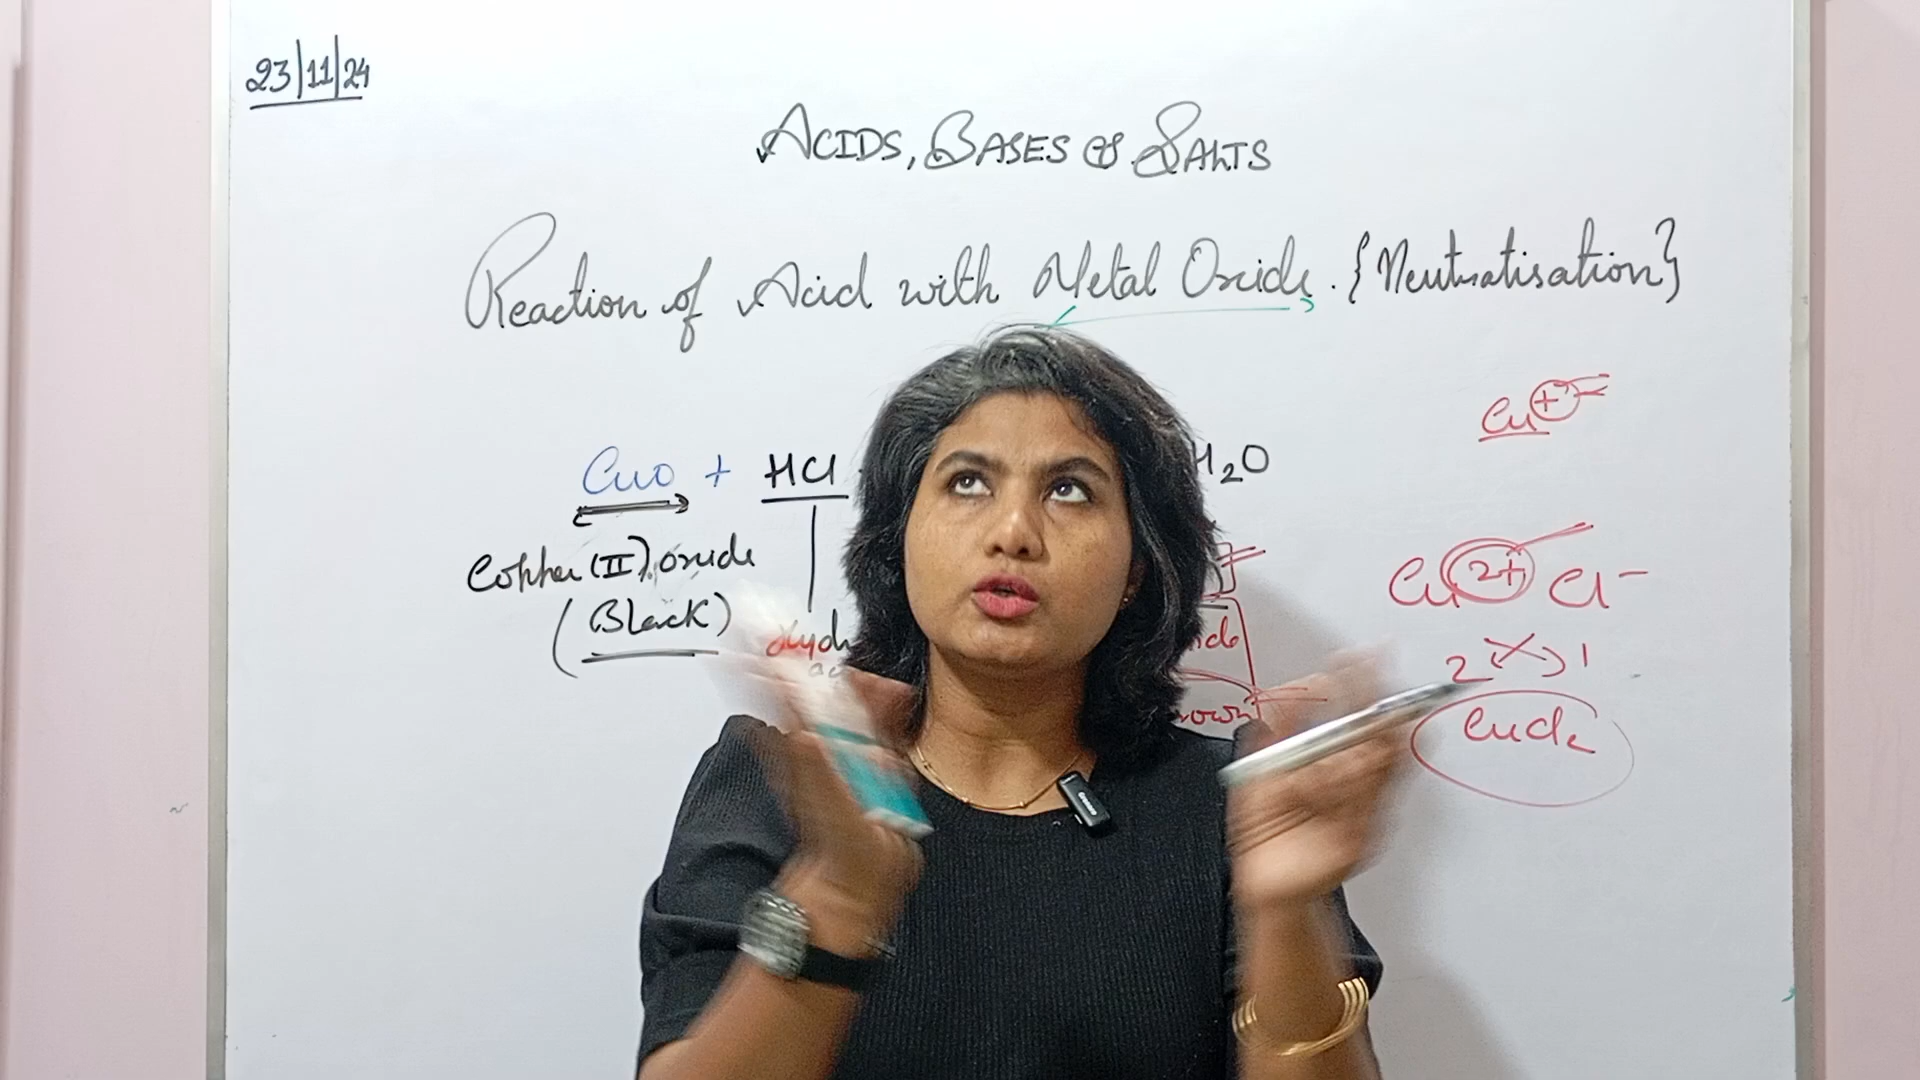 23/11/24
ACIDS, BASES & SALTS
Reaction of Acid with Metal Oxide. {Neutralisation}
CuO + HCl
H2O
Copper (II) oxide
(Black)
Cu+
Cu2+ Cl-
2 1
CuCl2